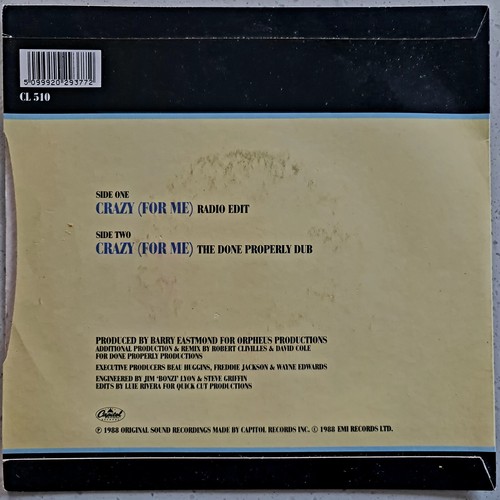 5 099920 293772
CL 510
SIDE ONE
CRAZY (FOR ME) RADIO EDIT
SIDE TWO
CRAZY (FOR ME) THE DONE PROPERLY DUB
PRODUCED BY BARRY EASTMOND FOR ORPHEUS PRODUCTIONS
ADDITIONAL PRODUCTION & REMIX BY ROBERT CLIVILLES & DAVID COLE
FOR DONE PROPERLY PRODUCTIONS
EXECUTIVE PRODUCERS BEAU HUGGINS, FREDDIE JACKSON & WAYNE EDWARDS
ENGINEERED BY JIM 'BONZI' LYON & STEVE GRIFFIN
EDITS BY LUIE RIVERA FOR QUICK CUT PRODUCTIONS
Capitol
℗ 1988 ORIGINAL SOUND RECORDINGS MADE BY CAPITOL RECORDS INC. © 1988 EMI RECORDS LTD.